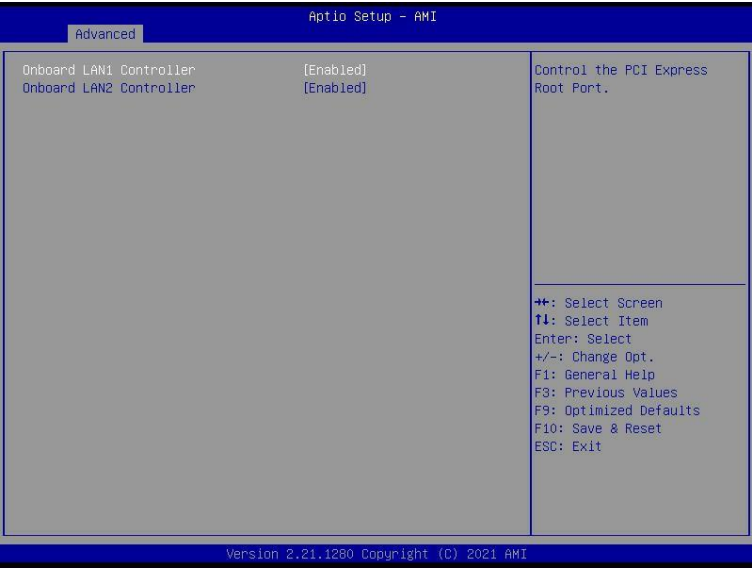 Aptio Setup – AMI
Advanced
Onboard LAN1 Controller [Enabled]
Onboard LAN2 Controller [Enabled]
Control the PCI Express
Root Port.
→←: Select Screen
↑↓: Select Item
Enter: Select
+/-: Change Opt.
F1: General Help
F3: Previous Values
F9: Optimized Defaults
F10: Save & Reset
ESC: Exit
Version 2.21.1280 Copyright (C) 2021 AMI